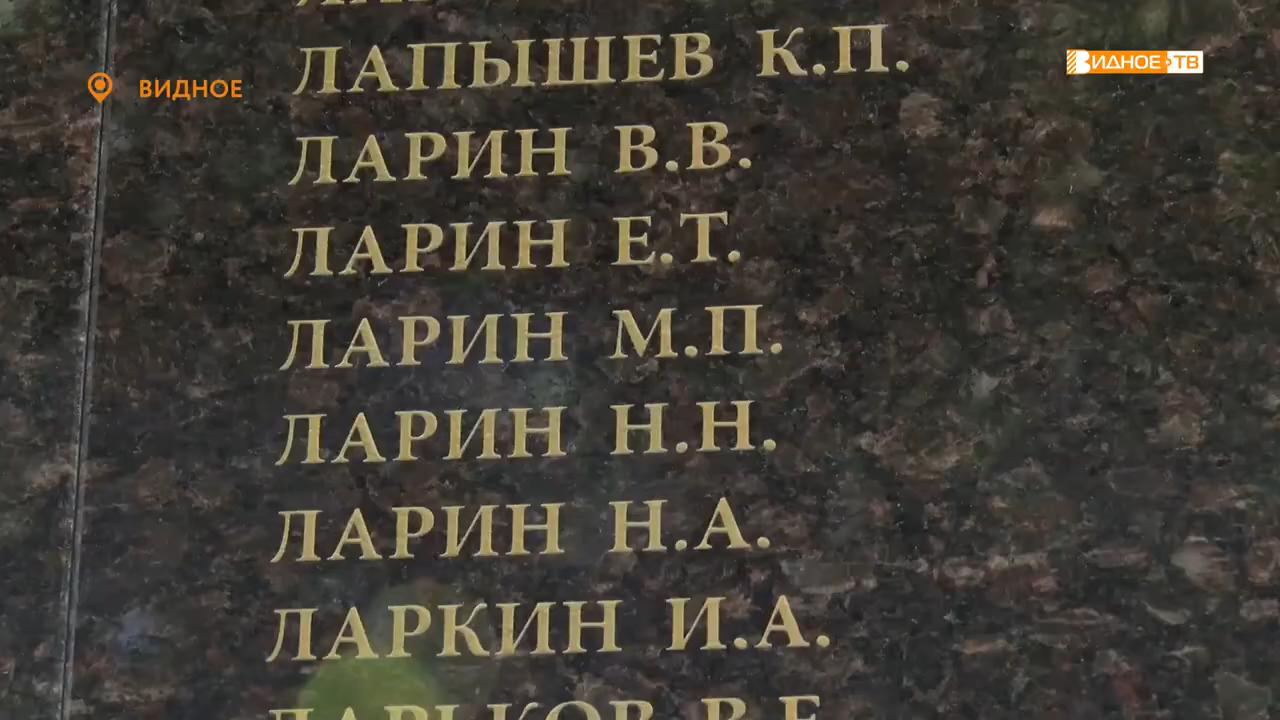 ЛАПЫШЕВ К.П.
ВИДНОЕ
ВИДНОЕ ТВ
ЛАРИН В.В.
ЛАРИН Е.Т.
ЛАРИН М.П.
ЛАРИН Н.Н.
ЛАРИН Н.А.
ЛАРКИН И.А.